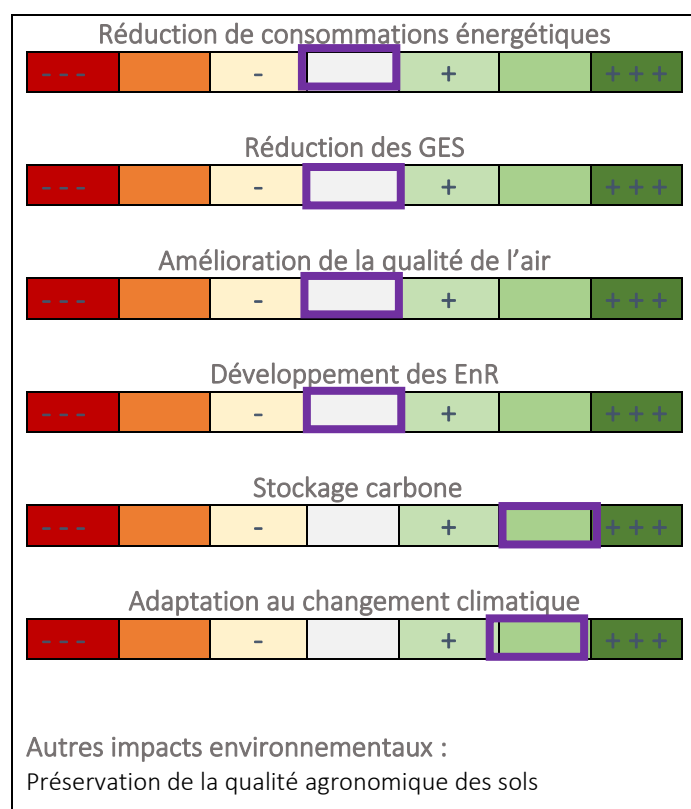 Réduction de consommations énergétiques
- - - - + + + +
Réduction des GES
- - - - + + + +
Amélioration de la qualité de l'air
- - - - + + + +
Développement des EnR
- - - - + + + +
Stockage carbone
- - - - + + + +
Adaptation au changement climatique
- - - - + + + +
Autres impacts environnementaux :
Préservation de la qualité agronomique des sols